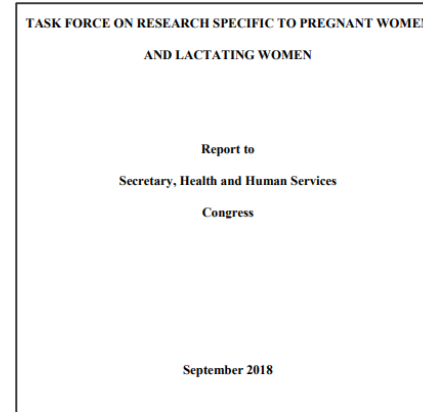 TASK FORCE ON RESEARCH SPECIFIC TO PREGNANT WOME
AND LACTATING WOMEN
Report to
Secretary, Health and Human Services
Congress
September 2018